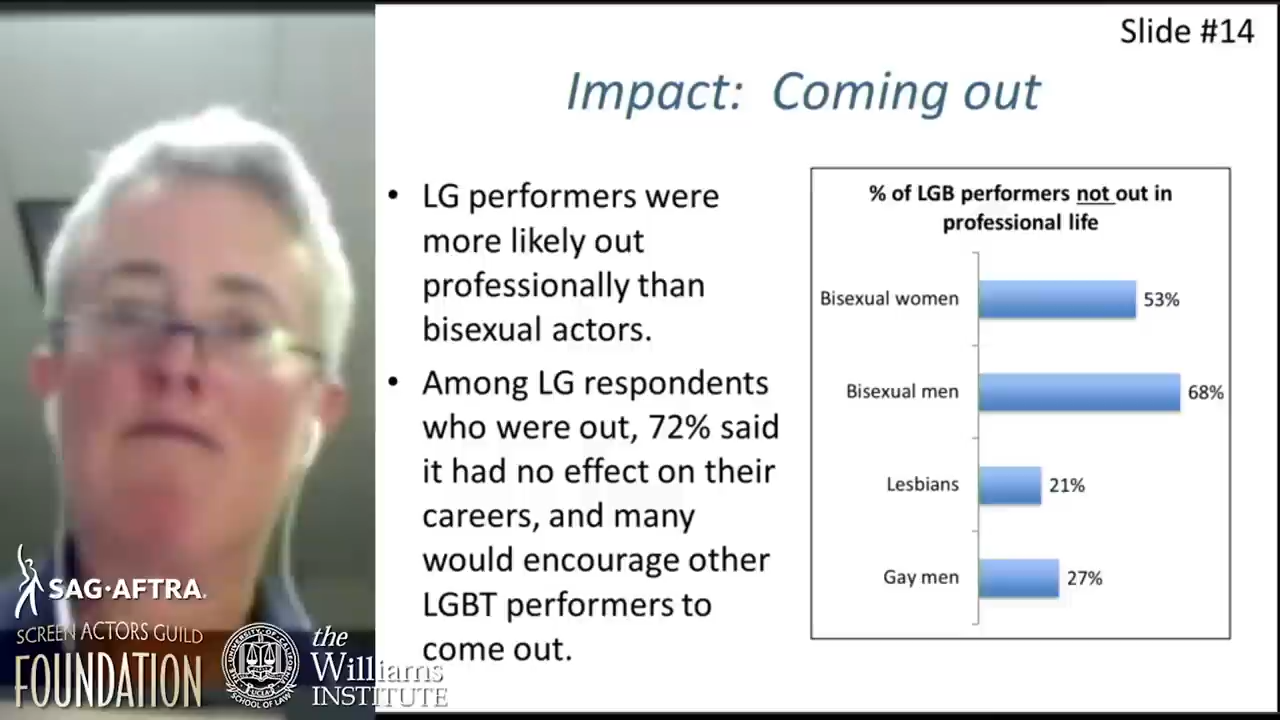 Slide #14
Impact: Coming out
• LG performers were
more likely out
professionally than
bisexual actors.
• Among LG respondents
who were out, 72% said
it had no effect on their
careers, and many
would encourage other
LGBT performers to
come out.
% of LGB performers not out in
professional life
Bisexual women 53%
Bisexual men 68%
Lesbians 21%
Gay men 27%
SAG·AFTRA
SCREEN ACTORS GUILD
FOUNDATION
the
Williams
INSTITUTE